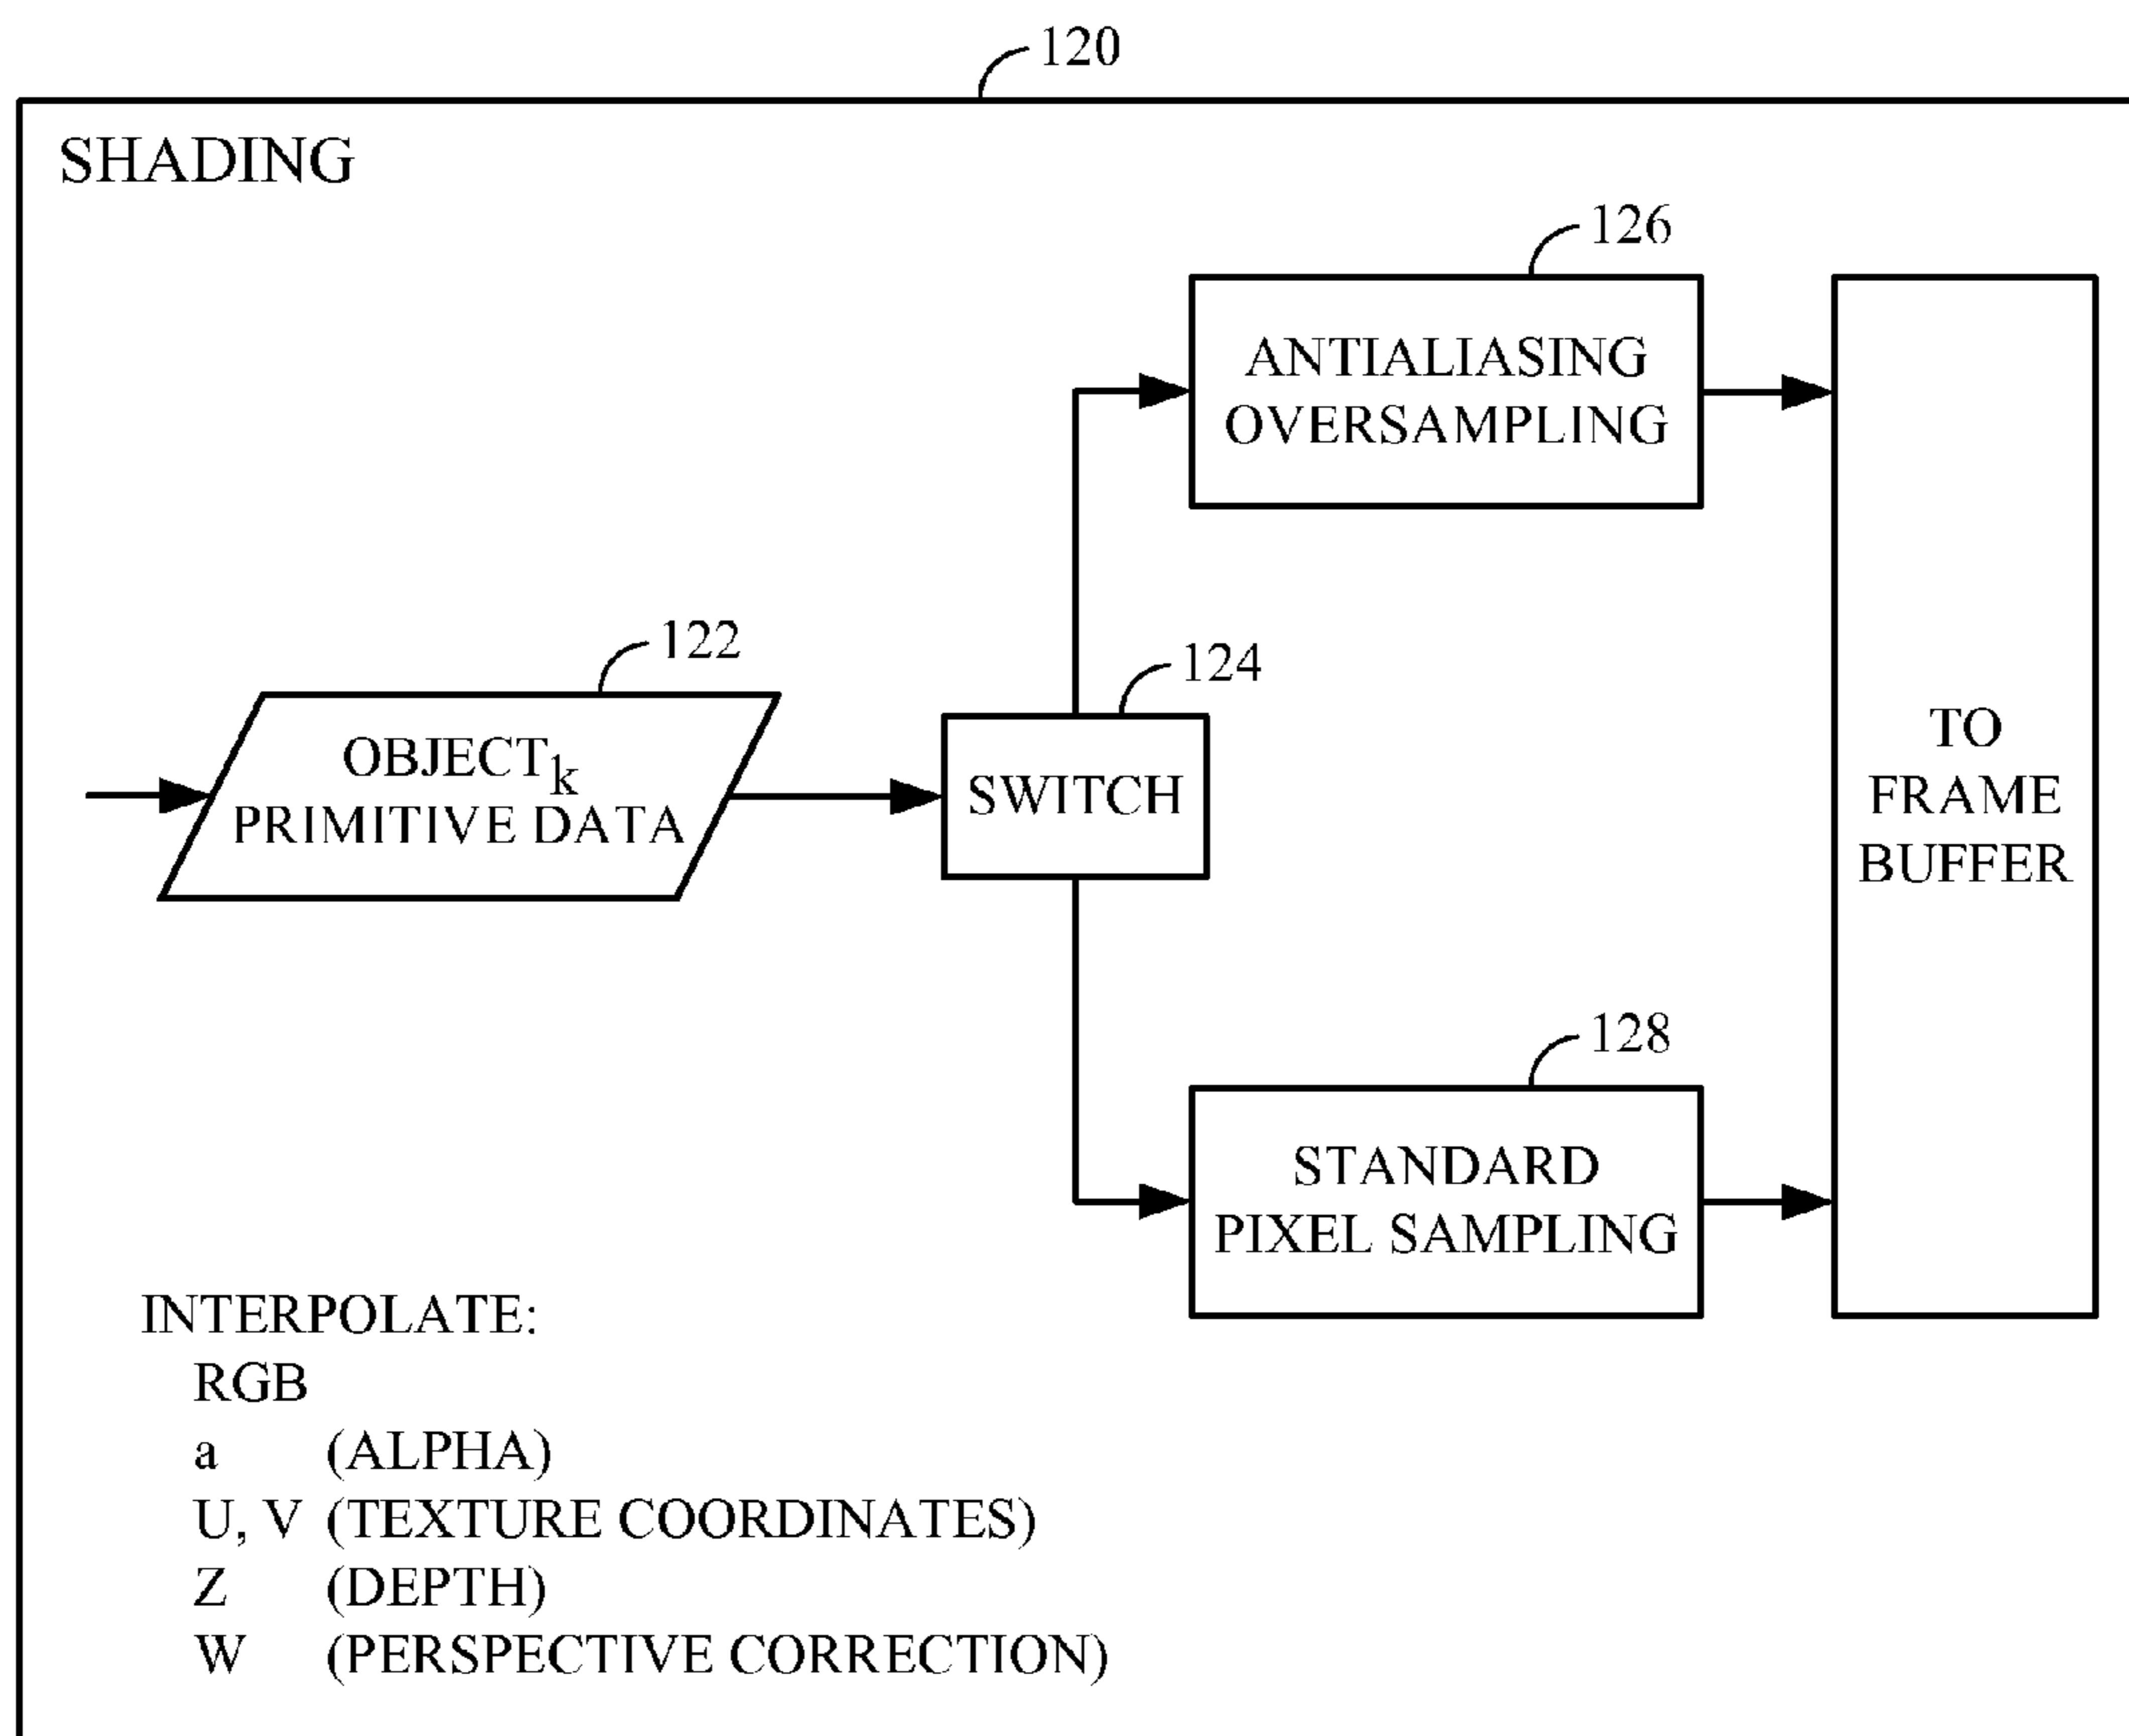 120
SHADING
126
ANTIALIASING
OVERSAMPLING
122
124
OBJECTk
PRIMITIVE DATA
SWITCH
TO
FRAME
BUFFER
128
STANDARD
PIXEL SAMPLING
INTERPOLATE:
RGB
a (ALPHA)
U, V (TEXTURE COORDINATES)
Z (DEPTH)
W (PERSPECTIVE CORRECTION)